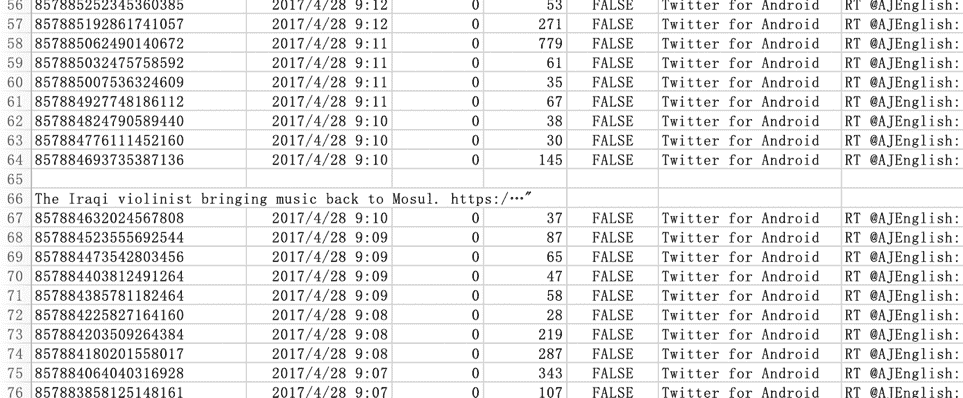 56 857885252345360385 2017/4/28 9:12 0 53 FALSE Twitter for Android RT @AJEnglish:
57 857885192861741057 2017/4/28 9:12 0 271 FALSE Twitter for Android RT @AJEnglish:
58 857885062490140672 2017/4/28 9:11 0 779 FALSE Twitter for Android RT @AJEnglish:
59 857885032475758592 2017/4/28 9:11 0 61 FALSE Twitter for Android RT @AJEnglish:
60 857885007536324609 2017/4/28 9:11 0 35 FALSE Twitter for Android RT @AJEnglish:
61 857884927748186112 2017/4/28 9:11 0 67 FALSE Twitter for Android RT @AJEnglish:
62 857884824790589440 2017/4/28 9:10 0 38 FALSE Twitter for Android RT @AJEnglish:
63 857884776111452160 2017/4/28 9:10 0 30 FALSE Twitter for Android RT @AJEnglish:
64 857884693735387136 2017/4/28 9:10 0 145 FALSE Twitter for Android RT @AJEnglish:
65
66 The Iraqi violinist bringing music back to Mosul. https:/…"
67 857884632024567808 2017/4/28 9:10 0 37 FALSE Twitter for Android RT @AJEnglish:
68 857884523555692544 2017/4/28 9:09 0 87 FALSE Twitter for Android RT @AJEnglish:
69 857884473542803456 2017/4/28 9:09 0 65 FALSE Twitter for Android RT @AJEnglish:
70 857884403812491264 2017/4/28 9:09 0 47 FALSE Twitter for Android RT @AJEnglish:
71 857884385781182464 2017/4/28 9:09 0 58 FALSE Twitter for Android RT @AJEnglish:
72 857884225827164160 2017/4/28 9:08 0 28 FALSE Twitter for Android RT @AJEnglish:
73 857884203509264384 2017/4/28 9:08 0 219 FALSE Twitter for Android RT @AJEnglish:
74 857884180201558017 2017/4/28 9:08 0 287 FALSE Twitter for Android RT @AJEnglish:
75 857884064040316928 2017/4/28 9:07 0 343 FALSE Twitter for Android RT @AJEnglish:
76 857883858125148161 2017/4/28 9:07 0 107 FALSE Twitter for Android RT @AJEnglish: